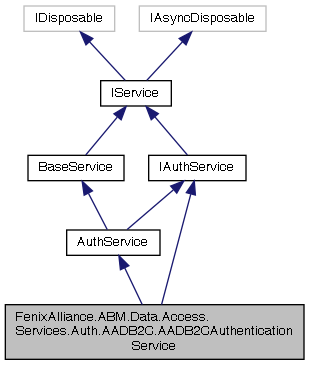 IDisposable
IAsyncDisposable
IService
BaseService
IAuthService
AuthService
FenixAlliance.ABM.Data.Access.
Services.Auth.AADB2C.AADB2CAuthentication
Service